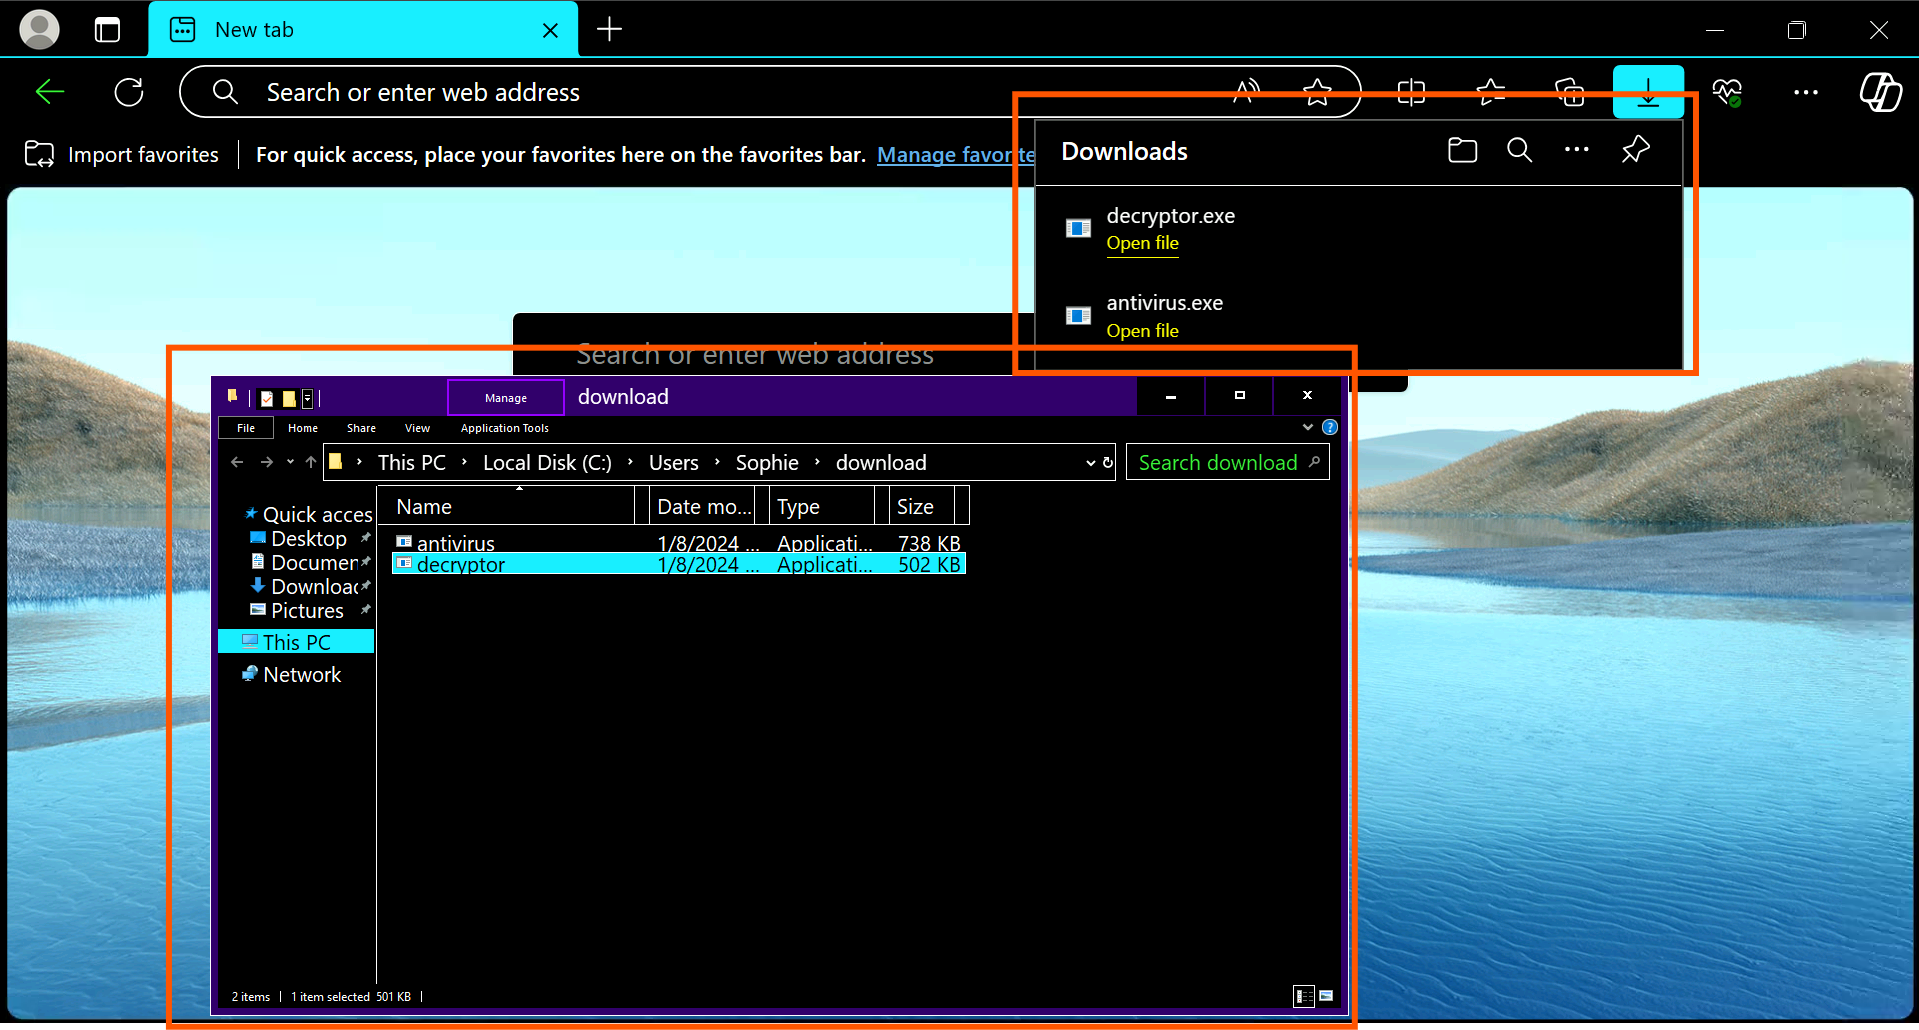 New tab
Search or enter web address
Import favorites
For quick access, place your favorites here on the favorites bar. Manage favorite
Downloads
decryptor.exe
Open file
antivirus.exe
Open file
Search or enter web address
Manage download
File Home Share View Application Tools
This PC › Local Disk (C:) › Users › Sophie › download
Search download
Quick acces
Desktop
Documen
Downloac
Pictures
This PC
Network
Name Date mo... Type Size
antivirus 1/8/2024 ... Applicati... 738 KB
decryptor 1/8/2024 ... Applicati... 502 KB
2 items 1 item selected 501 KB